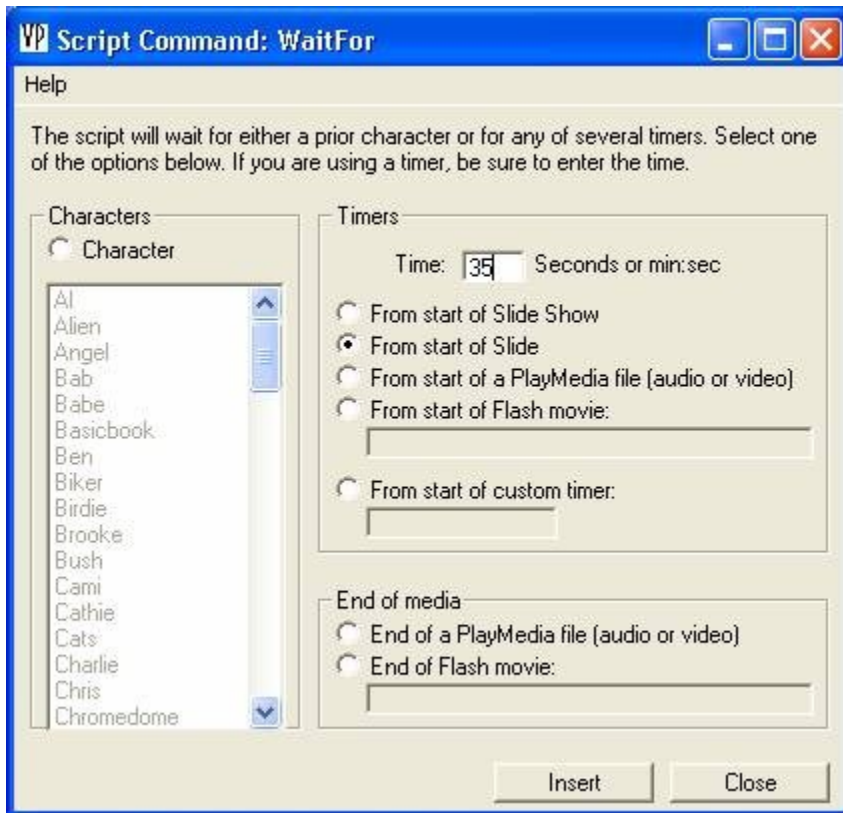 VP Script Command: WaitFor
Help
The script will wait for either a prior character or for any of several timers. Select one
of the options below. If you are using a timer, be sure to enter the time.
Characters
Character
Al
Alien
Angel
Bab
Babe
Basicbook
Ben
Biker
Birdie
Brooke
Bush
Cami
Cathie
Cats
Charlie
Chris
Chromedome
Timers
Time: 35 Seconds or min:sec
From start of Slide Show
From start of Slide
From start of a PlayMedia file (audio or video)
From start of Flash movie:
From start of custom timer:
End of media
End of a PlayMedia file (audio or video)
End of Flash movie:
Insert
Close